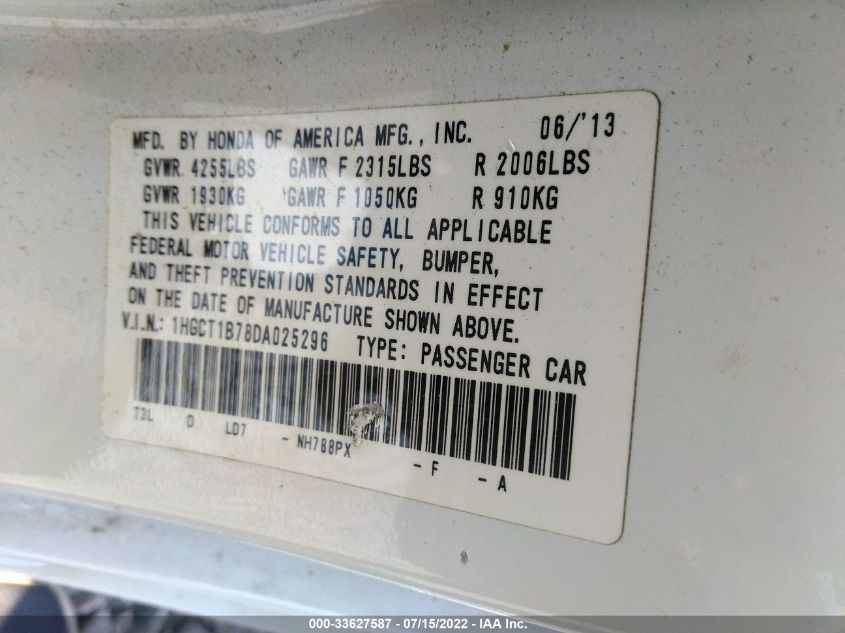 MFD. BY HONDA OF AMERICA MFG., INC. 06/'13
GVWR 4255LBS GAWR F 2315LBS R 2006LBS
GVWR 1930KG GAWR F 1050KG R 910KG
THIS VEHICLE CONFORMS TO ALL APPLICABLE
FEDERAL MOTOR VEHICLE SAFETY, BUMPER,
AND THEFT PREVENTION STANDARDS IN EFFECT
ON THE DATE OF MANUFACTURE SHOWN ABOVE.
V.I.N.: 1HGCT1B78DA025296 TYPE: PASSENGER CAR
T3L D LD7 - NH788PX - F - A
000-33627587 - 07/15/2022 - IAA Inc.